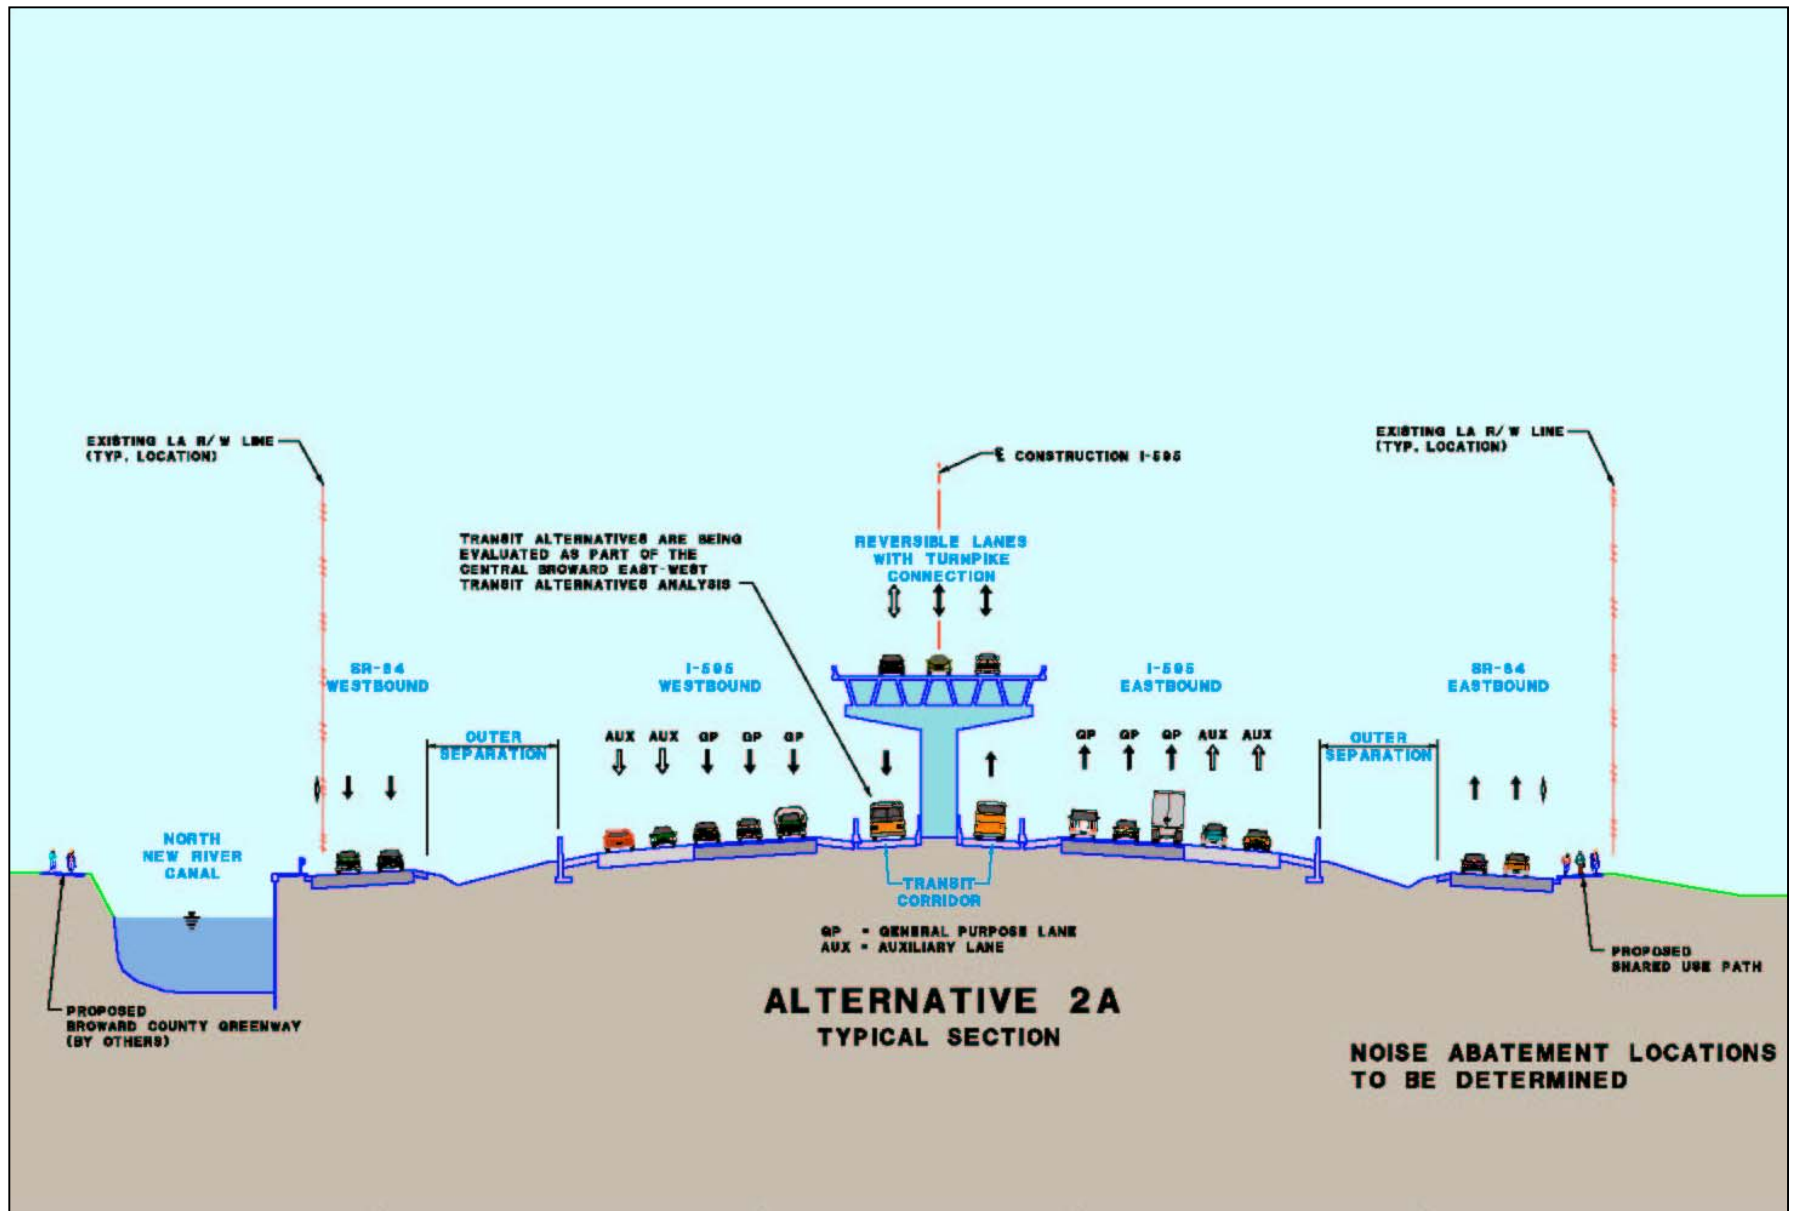 EXISTING LA R/W LINE
(TYP. LOCATION)
EXISTING LA R/W LINE
(TYP. LOCATION)
℄ CONSTRUCTION I-595
TRANSIT ALTERNATIVES ARE BEING
EVALUATED AS PART OF THE
CENTRAL BROWARD EAST-WEST
TRANSIT ALTERNATIVES ANALYSIS
REVERSIBLE LANES
WITH TURNPIKE
CONNECTION
SR-84
WESTBOUND
I-595
WESTBOUND
I-595
EASTBOUND
SR-84
EASTBOUND
OUTER
SEPARATION
AUX AUX GP GP GP
GP GP GP AUX AUX
OUTER
SEPARATION
NORTH
NEW RIVER
CANAL
TRANSIT
CORRIDOR
GP = GENERAL PURPOSE LANE
AUX = AUXILIARY LANE
PROPOSED
SHARED USE PATH
PROPOSED
BROWARD COUNTY GREENWAY
(BY OTHERS)
ALTERNATIVE 2A
TYPICAL SECTION
NOISE ABATEMENT LOCATIONS
TO BE DETERMINED